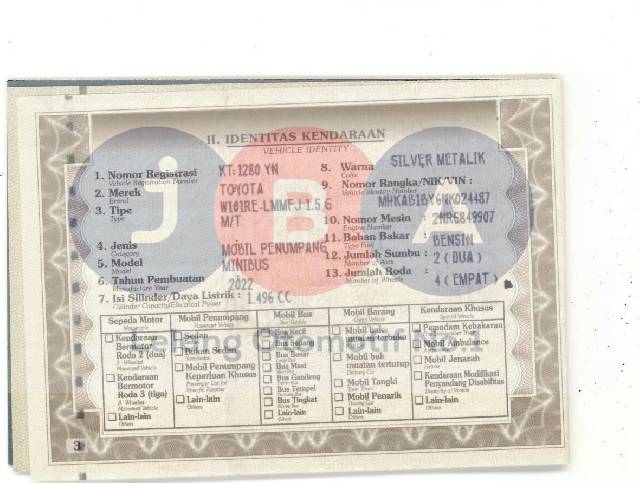 II. IDENTITAS KENDARAAN
VEHICLE IDENTITY
1. Nomor Registrasi : KT-1280 YN
Vehicle Registration Number
2. Merek : TOYOTA
Brand
3. Tipe : W101RE-LMMFJ 1.5 G
Type
M/T
4. Jenis : MOBIL PENUMPANG
Category
5. Model : MINIBUS
Model
6. Tahun Pembuatan : 2022
Manufacture Year
7. Isi Silinder/Daya Listrik : 1.496 CC
Cylinder Capacity/Electrical Power
8. Warna : SILVER METALIK
Color
9. Nomor Rangka/NIK/VIN :
Vehicle Identity Number
MHKAB1BY6NK024487
10. Nomor Mesin : 2NR5849907
Engine Number
11. Bahan Bakar : BENSIN
Type Fuel
12. Jumlah Sumbu : 2 ( DUA )
Number of Axis
13. Jumlah Roda : 4 ( EMPAT )
Number of Wheels
jBA
Lelang Otomotif No. 1
Sepeda Motor
Motorcycle
Kendaraan
Bermotor
Roda 2 (dua)
Kendaraan
Bermotor
Roda 3 (tiga)
Lain-lain
Others
Mobil Penumpang
Passenger Vehicle
Sedan
Sedan
Bukan Sedan
Mobil Penumpang
Keperluan Khusus
Lain-lain
Others
Mobil Bus
Bus Vehicle
Bus Kecil
Bus Sedang
Bus Besar
Bus Maxi
Bus Gandeng
Bus Tempel
Bus Tingkat
Lain-lain
Others
Mobil Barang
Mobil bak
muatan terbuka
Mobil bak
muatan tertutup
Mobil Tangki
Mobil Penarik
Lain-lain
Others
Kendaraan Khusus
Special Vehicle
Pemadam Kebakaran
Mobil Ambulance
Mobil Jenazah
Kendaraan Modifikasi
Penyandang Disabilitas
Lain-lain
Others
3